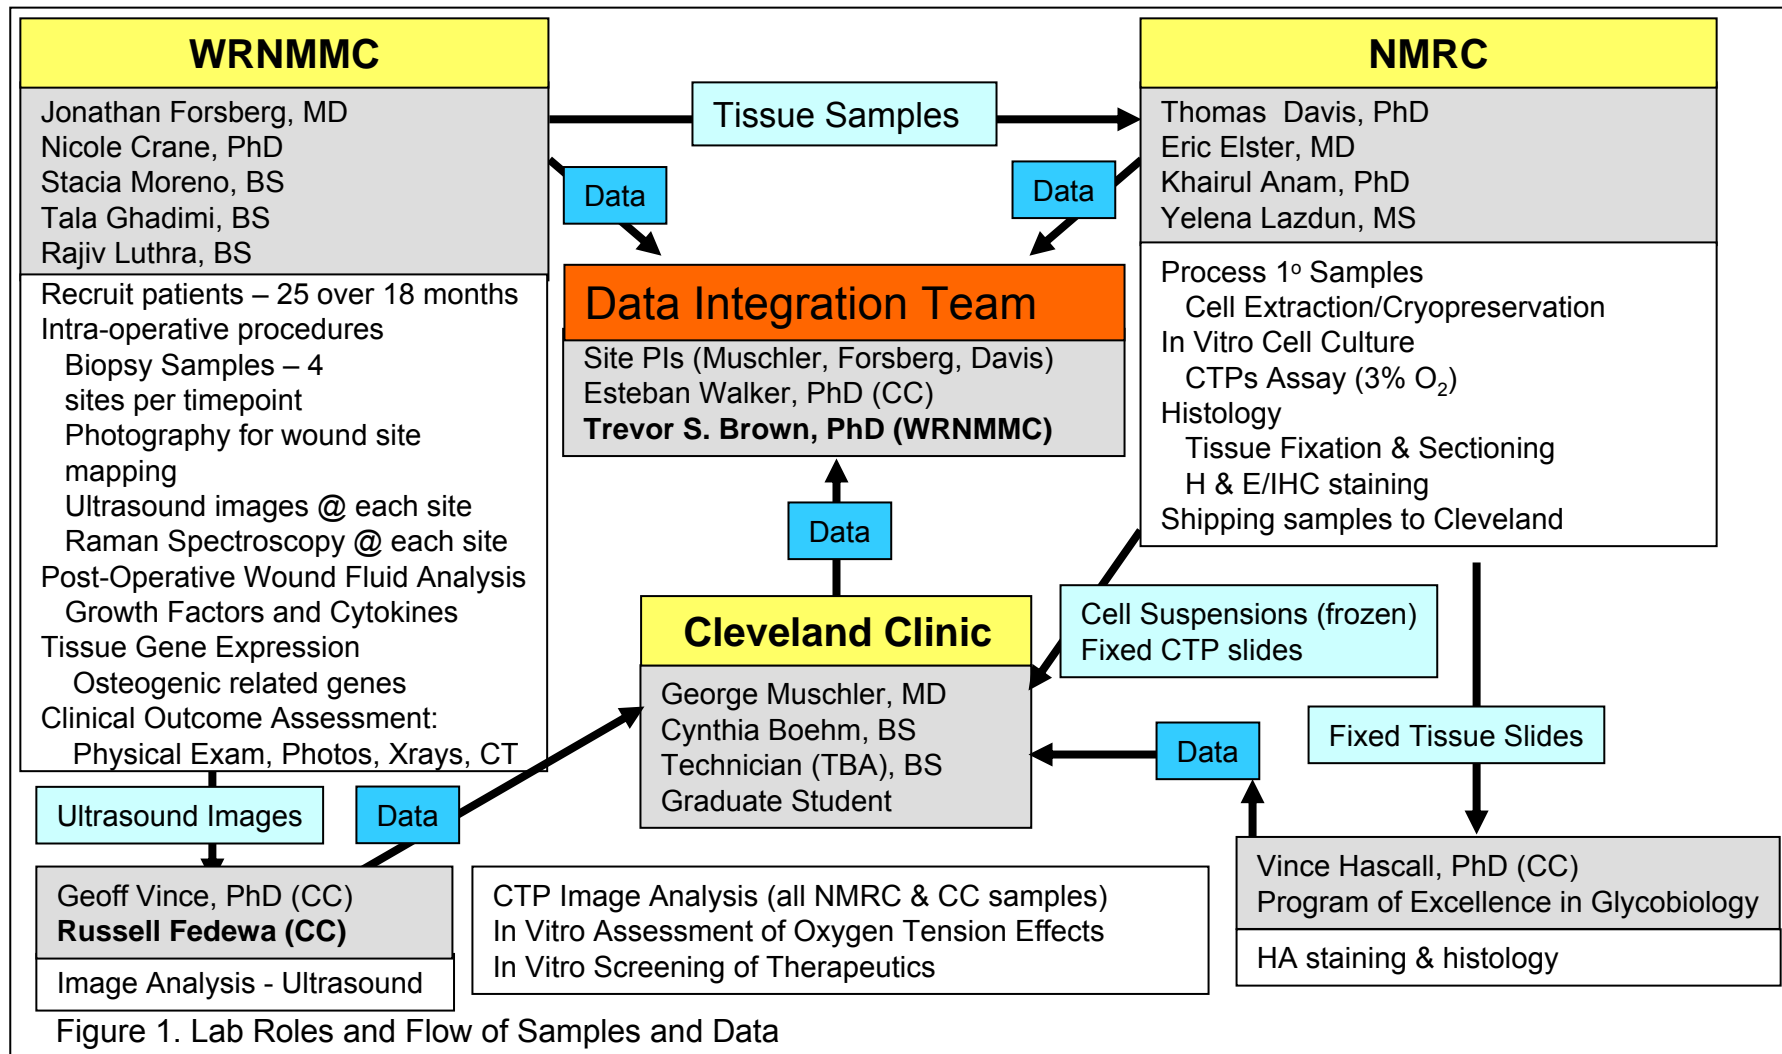 WRNMMC
Jonathan Forsberg, MD
Nicole Crane, PhD
Stacia Moreno, BS
Tala Ghadimi, BS
Rajiv Luthra, BS
Recruit patients – 25 over 18 months
Intra-operative procedures
Biopsy Samples – 4
sites per timepoint
Photography for wound site
mapping
Ultrasound images @ each site
Raman Spectroscopy @ each site
Post-Operative Wound Fluid Analysis
Growth Factors and Cytokines
Tissue Gene Expression
Osteogenic related genes
Clinical Outcome Assessment:
Physical Exam, Photos, Xrays, CT
Tissue Samples
Data
Data
NMRC
Thomas  Davis, PhD
Eric Elster, MD
Khairul Anam, PhD
Yelena Lazdun, MS
Process 1º Samples
Cell Extraction/Cryopreservation
In Vitro Cell Culture
CTPs Assay (3% O₂)
Histology
Tissue Fixation & Sectioning
H & E/IHC staining
Shipping samples to Cleveland
Data Integration Team
Site PIs (Muschler, Forsberg, Davis)
Esteban Walker, PhD (CC)
Trevor S. Brown, PhD (WRNMMC)
Data
Cleveland Clinic
George Muschler, MD
Cynthia Boehm, BS
Technician (TBA), BS
Graduate Student
Cell Suspensions (frozen)
Fixed CTP slides
Data
Fixed Tissue Slides
Ultrasound Images
Data
Geoff Vince, PhD (CC)
Russell Fedewa (CC)
Image Analysis - Ultrasound
CTP Image Analysis (all NMRC & CC samples)
In Vitro Assessment of Oxygen Tension Effects
In Vitro Screening of Therapeutics
Vince Hascall, PhD (CC)
Program of Excellence in Glycobiology
HA staining & histology
Figure 1. Lab Roles and Flow of Samples and Data